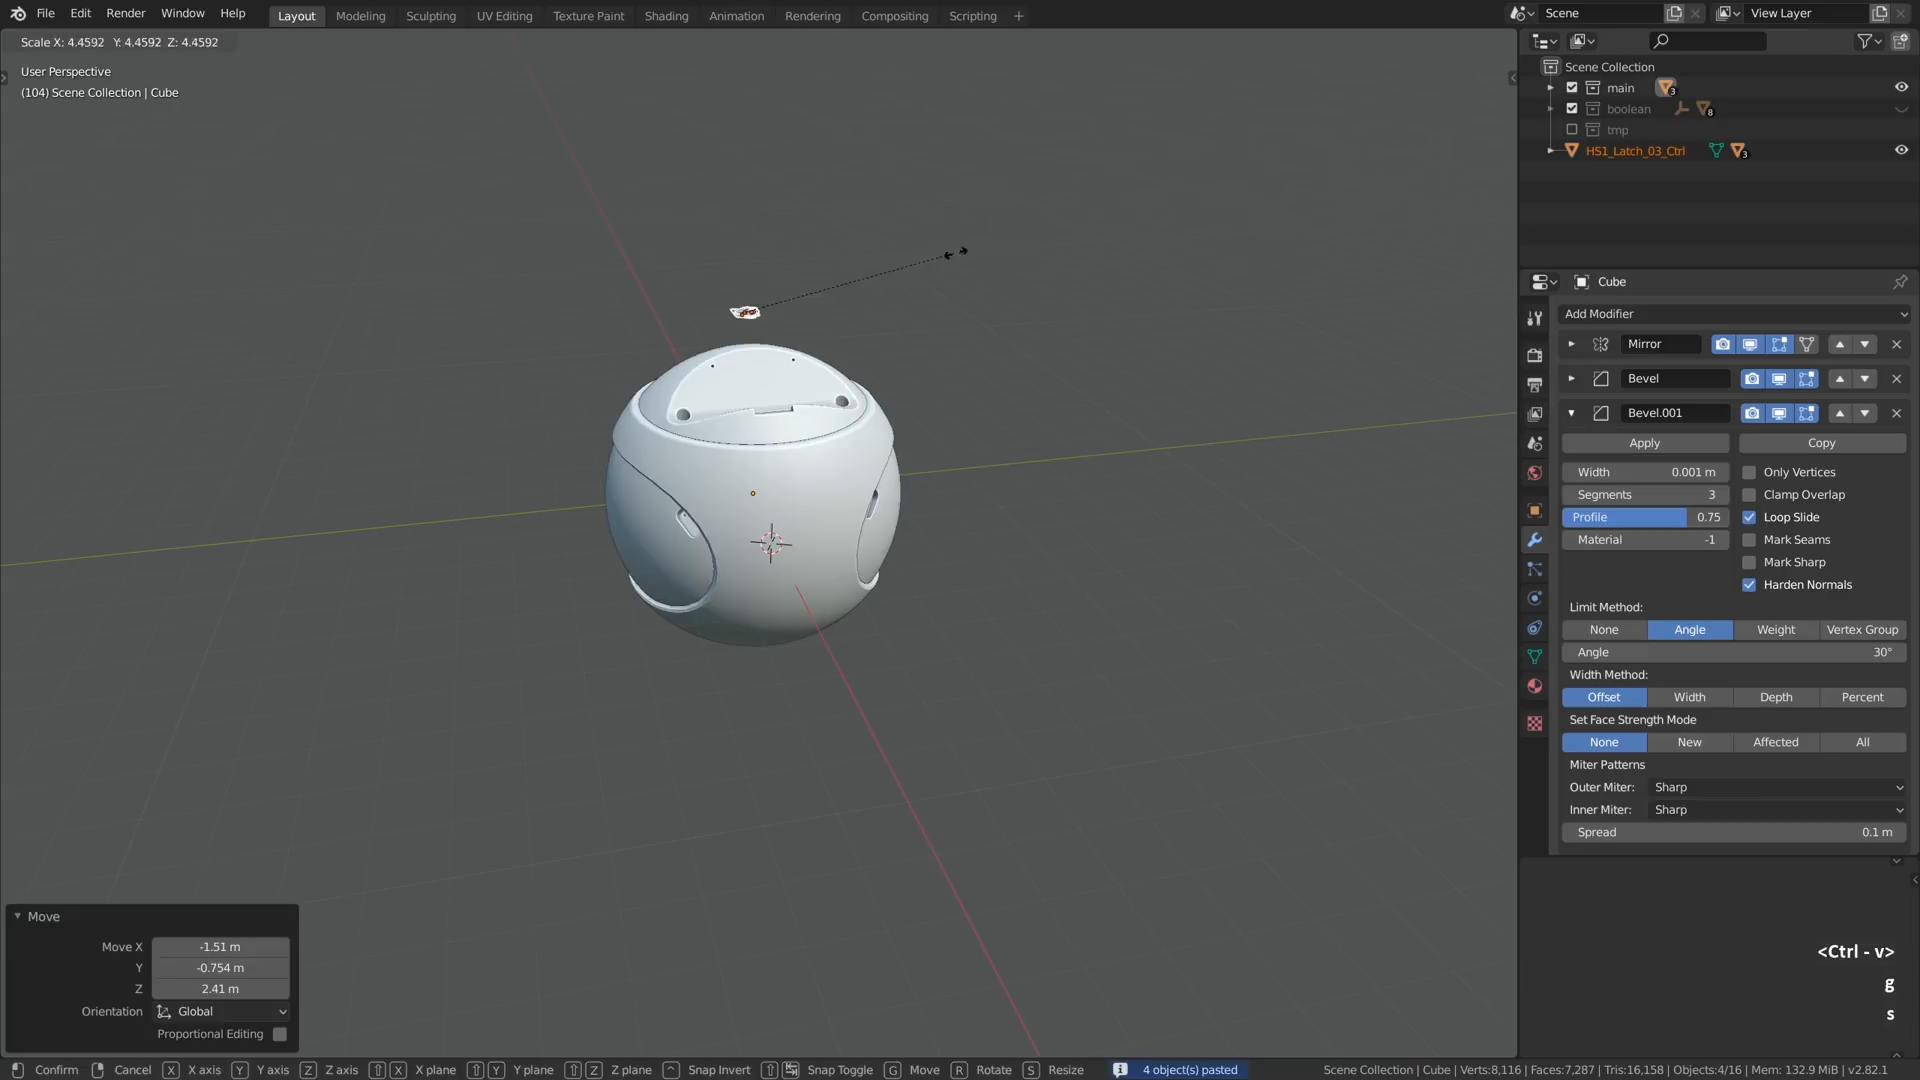 File Edit Render Window Help Layout Modeling Sculpting UV Editing Texture Paint Shading Animation Rendering Compositing Scripting + Scene View Layer
Scale X: 4.4592 Y: 4.4592 Z: 4.4592
User Perspective
(104) Scene Collection | Cube
Scene Collection
main 3
boolean 8
tmp
HS1_Latch_03_Ctrl 3
Cube
Add Modifier
Mirror
Bevel
Bevel.001
Apply Copy
Width 0.001 m Only Vertices
Segments 3 Clamp Overlap
Profile 0.75 Loop Slide
Material -1 Mark Seams
Mark Sharp
Harden Normals
Limit Method:
None Angle Weight Vertex Group
Angle 30°
Width Method:
Offset Width Depth Percent
Set Face Strength Mode
None New Affected All
Miter Patterns
Outer Miter: Sharp
Inner Miter: Sharp
Spread 0.1 m
Move
Move X -1.51 m
Y -0.754 m
Z 2.41 m
Orientation Global
Proportional Editing
<Ctrl - v>
g
s
Confirm Cancel X X axis Y Y axis Z Z axis X X plane Y Y plane Z Z plane Snap Invert Snap Toggle G Move R Rotate S Resize 4 object(s) pasted Scene Collection | Cube | Verts:8,116 | Faces:7,287 | Tris:16,158 | Objects:4/16 | Mem: 132.9 MiB | v2.82.1